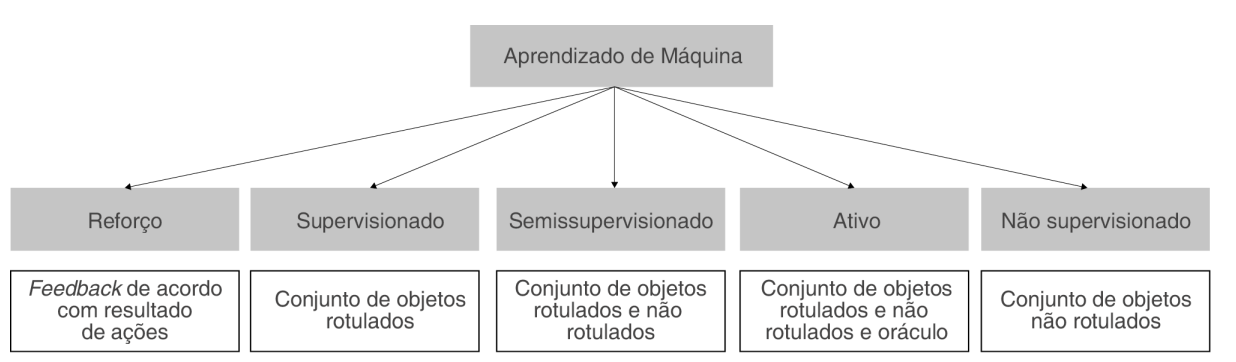 Aprendizado de Máquina
Reforço
Supervisionado
Semissupervisionado
Ativo
Não supervisionado
Feedback de acordo
com resultado
de ações
Conjunto de objetos
rotulados
Conjunto de objetos
rotulados e não
rotulados
Conjunto de objetos
rotulados e não
rotulados e oráculo
Conjunto de objetos
não rotulados